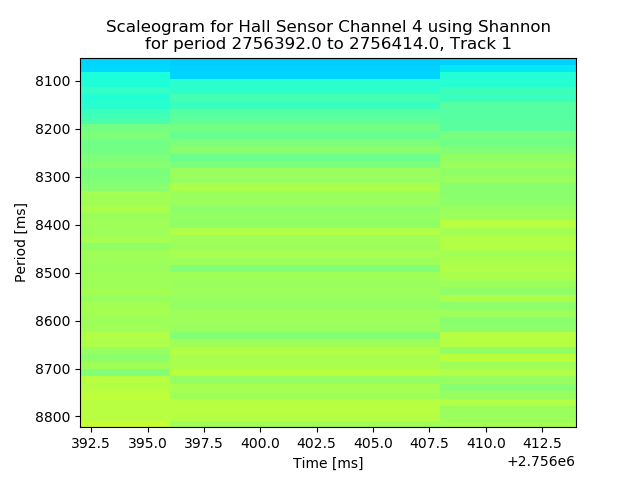 Scaleogram for Hall Sensor Channel 4 using Shannon
for period 2756392.0 to 2756414.0, Track 1
8100
8200
8300
8400
8500
8600
8700
8800
Period [ms]
392.5 395.0 397.5 400.0 402.5 405.0 407.5 410.0 412.5
Time [ms]
+2.756e6